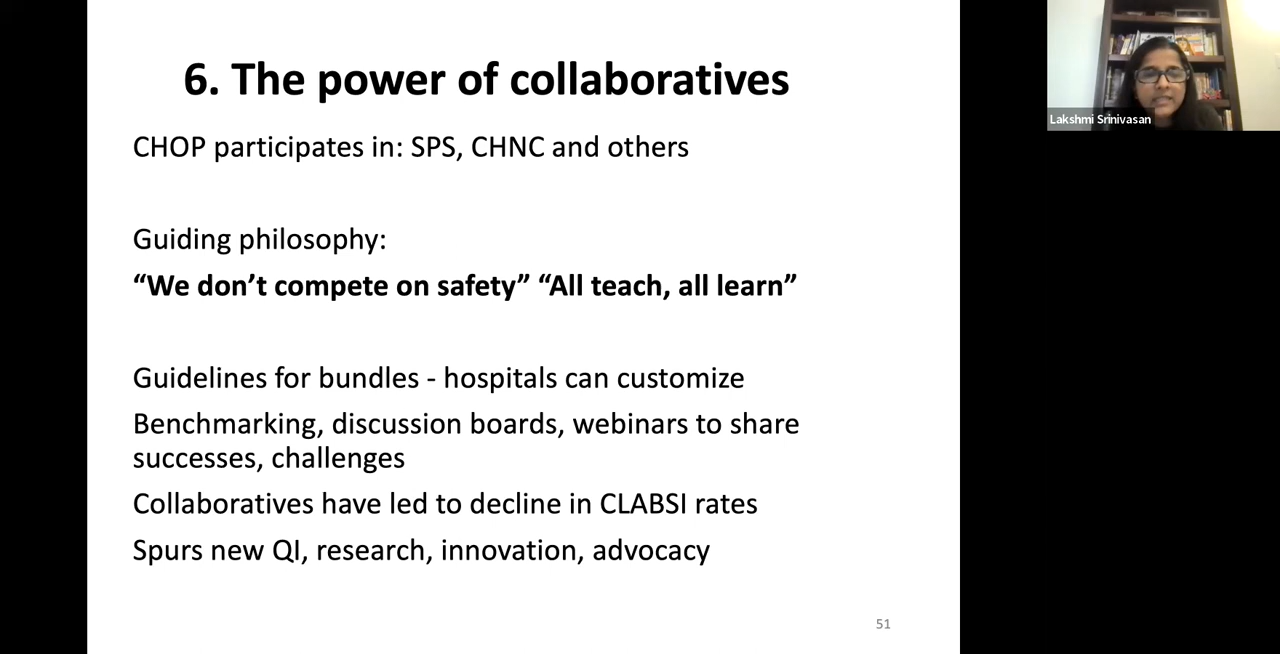 6. The power of collaboratives
CHOP participates in: SPS, CHNC and others
Guiding philosophy:
“We don’t compete on safety” “All teach, all learn”
Guidelines for bundles - hospitals can customize
Benchmarking, discussion boards, webinars to share
successes, challenges
Collaboratives have led to decline in CLABSI rates
Spurs new QI, research, innovation, advocacy
51
Lakshmi Srinivasan